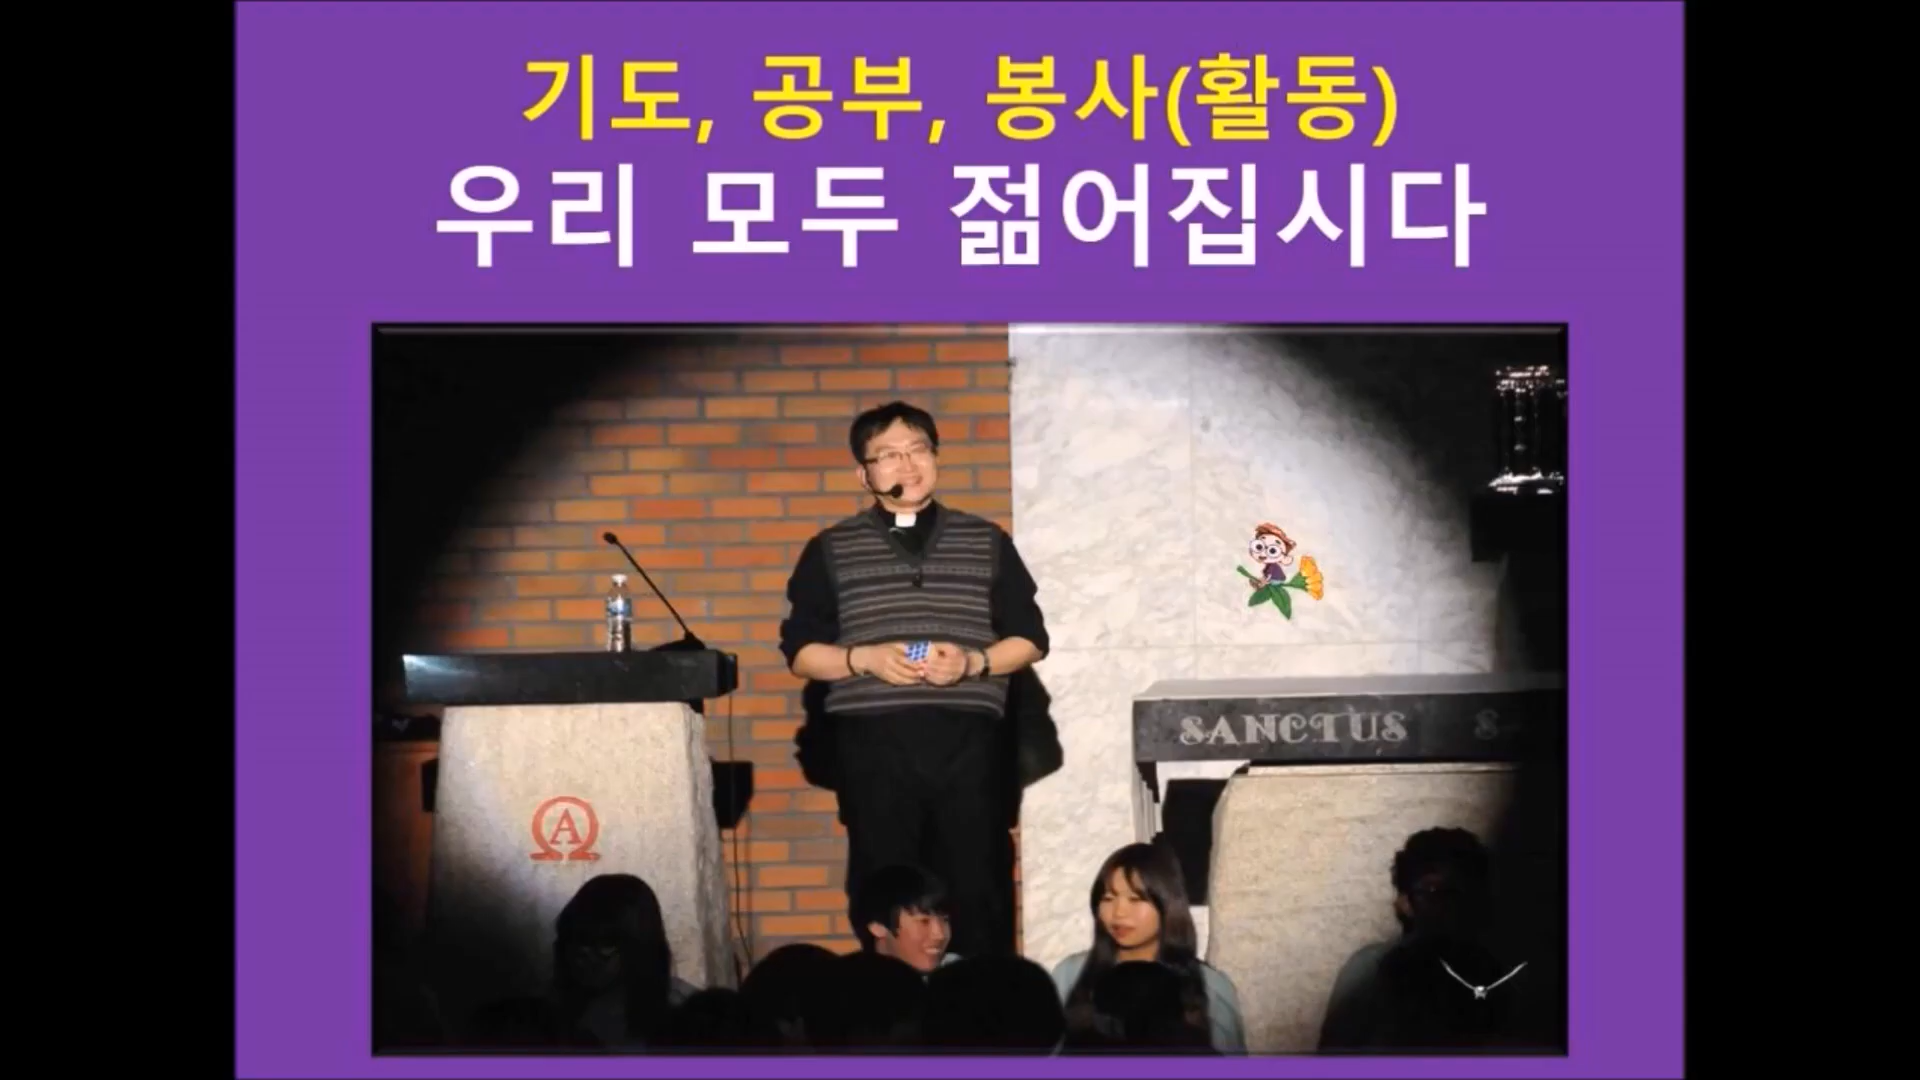 기도, 공부, 봉사(활동)
우리 모두 젊어집시다
SANCTUS S
A